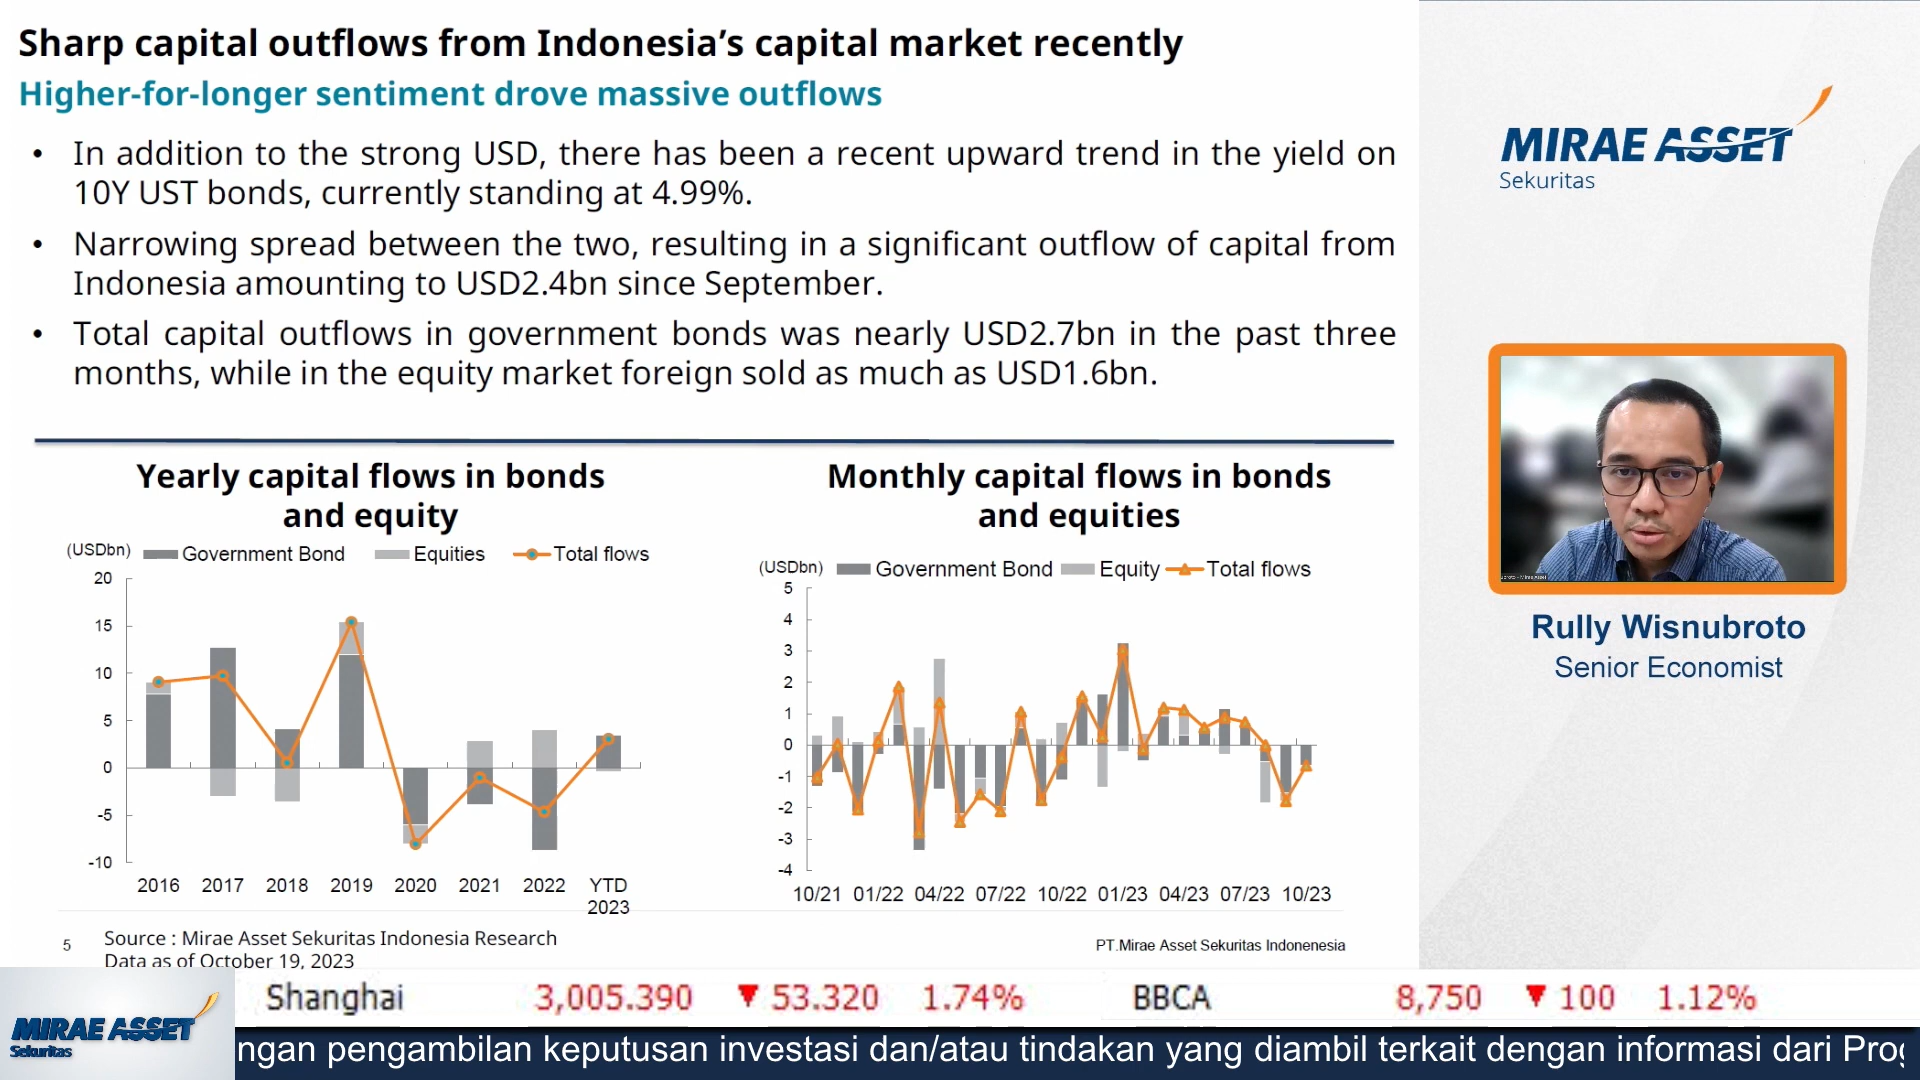 Sharp capital outflows from Indonesia’s capital market recently
Higher-for-longer sentiment drove massive outflows
• In addition to the strong USD, there has been a recent upward trend in the yield on
10Y UST bonds, currently standing at 4.99%.
• Narrowing spread between the two, resulting in a significant outflow of capital from
Indonesia amounting to USD2.4bn since September.
• Total capital outflows in government bonds was nearly USD2.7bn in the past three
months, while in the equity market foreign sold as much as USD1.6bn.
Yearly capital flows in bonds
and equity
(USDbn) Government Bond Equities Total flows
20
15
10
5
0
-5
-10
2016 2017 2018 2019 2020 2021 2022 YTD
2023
Monthly capital flows in bonds
and equities
(USDbn) Government Bond Equity Total flows
5
4
3
2
1
0
-1
-2
-3
-4
10/21 01/22 04/22 07/22 10/22 01/23 04/23 07/23 10/23
5
Source : Mirae Asset Sekuritas Indonesia Research
Data as of October 19, 2023
PT.Mirae Asset Sekuritas Indonenesia
MIRAE ASSET
Sekuritas
Rully Wisnubroto
Senior Economist
Shanghai 3,005.390 ▼ 53.320 1.74% BBCA 8,750 ▼ 100 1.12%
MIRAE ASSET
Sekuritas
ngan pengambilan keputusan investasi dan/atau tindakan yang diambil terkait dengan informasi dari Prog